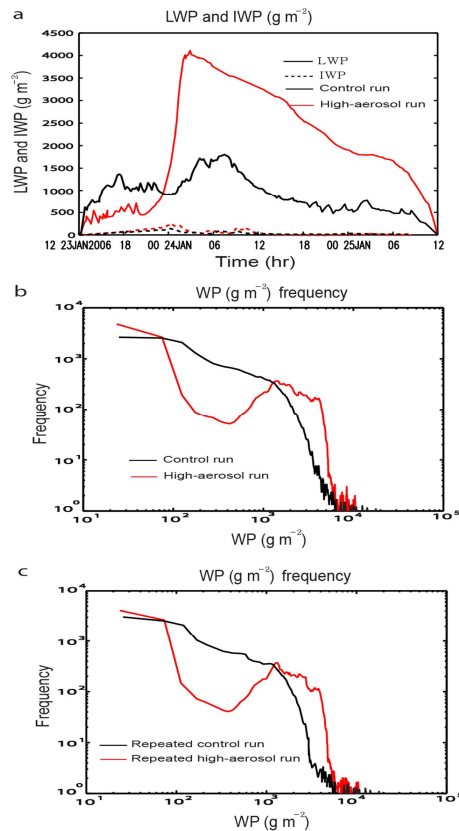 a
LWP and IWP (g m⁻²)
LWP and IWP (g m⁻²)
4500
4000
3500
3000
2500
2000
1500
1000
500
0
LWP
IWP
Control run
High-aerosol run
12 23JAN2006 18 00 24JAN 06 12 18 00 25JAN 06 12
Time (hr)
b
WP (g m⁻²) frequency
Frequency
10⁴
10³
10²
10¹
10⁰
Control run
High-aerosol run
10¹ 10² 10³ 10⁴ 10⁵
WP (g m⁻²)
c
WP (g m⁻²) frequency
Frequency
10⁴
10³
10²
10¹
10⁰
Repeated control run
Repeated high-aerosol run
10¹ 10² 10³ 10⁴ 10⁵
WP (g m⁻²)